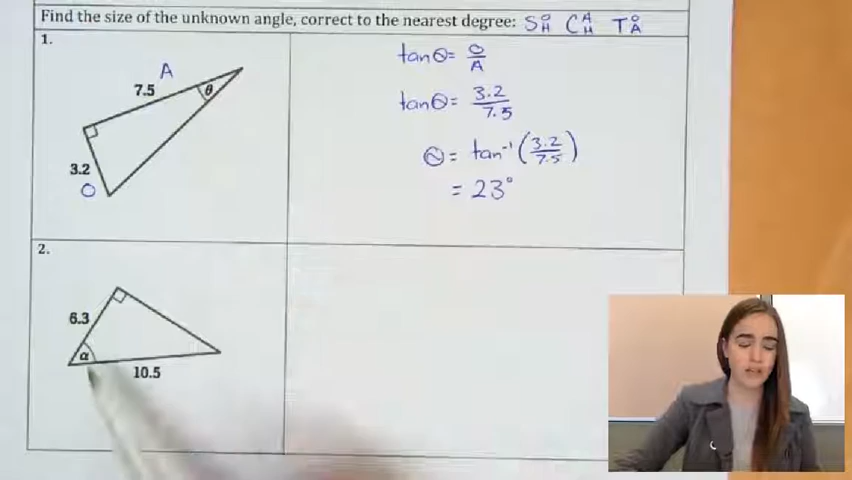 Find the size of the unknown angle, correct to the nearest degree: S O/H C A/H T O/A
1.
A
7.5
θ
3.2
O
tanθ = O/A
tanθ = 3.2/7.5
θ = tan⁻¹(3.2/7.5)
= 23°
2.
6.3
α
10.5